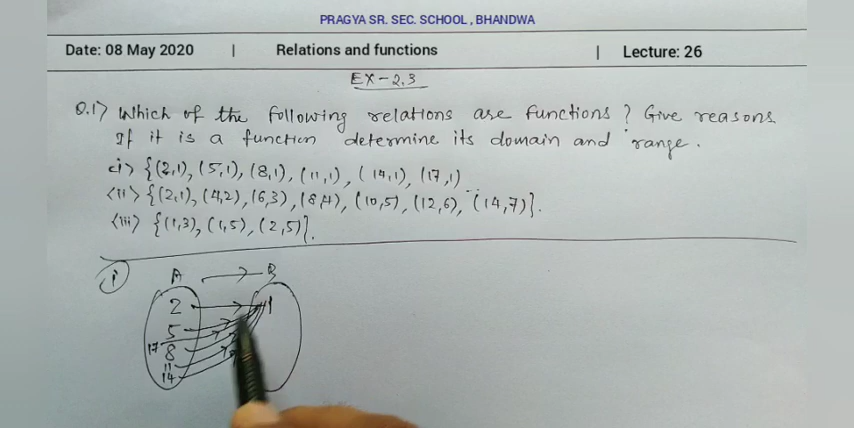 PRAGYA SR. SEC. SCHOOL , BHANDWA
Date: 08 May 2020 | Relations and functions | Lecture: 26
EX-2.3
Q.1> Which of the following relations are functions ? Give reasons
If it is a function determine its domain and range.
<i> {(2,1), (5,1), (8,1), (11,1), (14,1), (17,1)
<ii> {(2,1), (4,2), (6,3), (8,4), (10,5), (12,6), (14,7)}.
<iii> {(1,3), (1,5), (2,5)}.
i A B
2 1
5
17 8
11
14